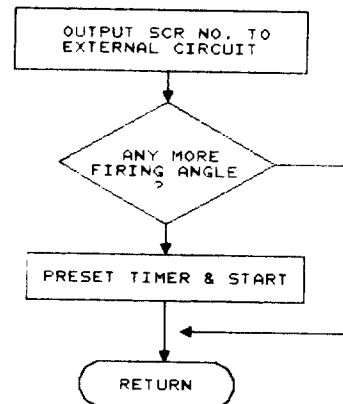 OUTPUT SCR NO. TO
EXTERNAL CIRCUIT
ANY MORE
FIRING ANGLE
?
PRESET TIMER & START
RETURN